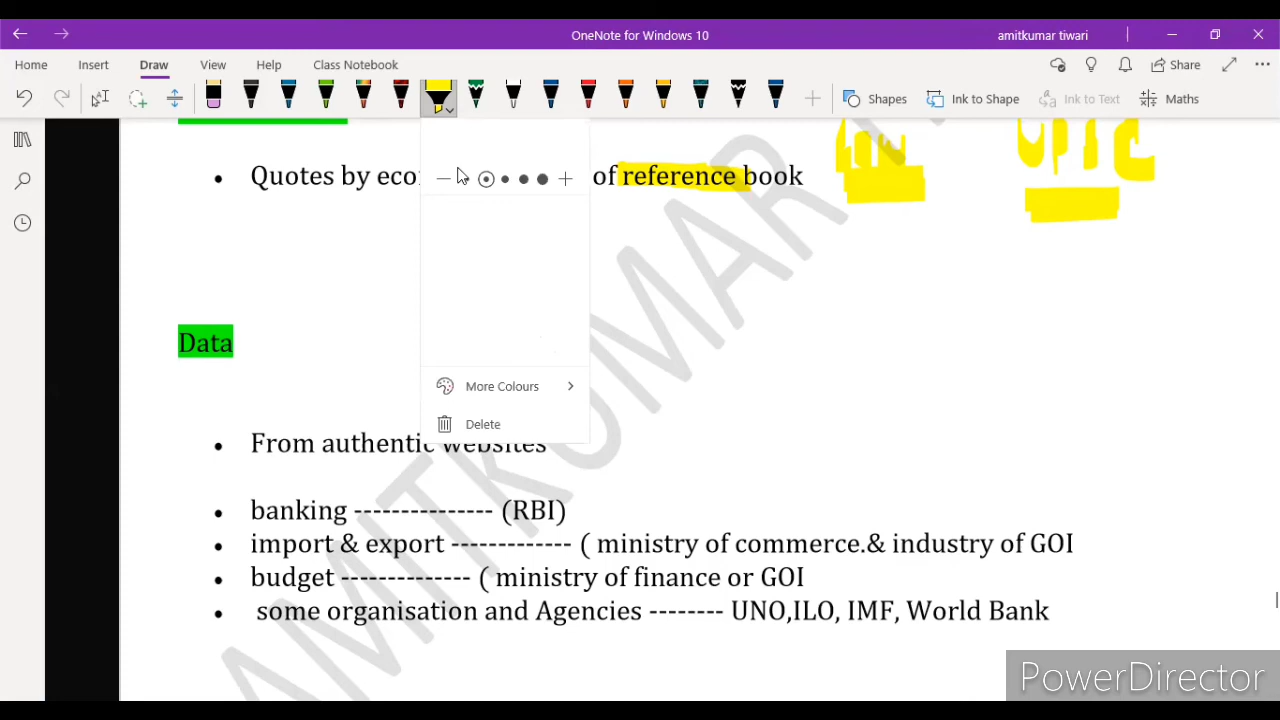 OneNote for Windows 10
amitkumar tiwari
Home Insert Draw View Help Class Notebook
Share
Shapes Ink to Shape Ink to Text Maths
• Quotes by eco of reference book
Data
More Colours
Delete
• From authentic websites
• banking --------------- (RBI)
• import & export ------------- ( ministry of commerce.& industry of GOI
• budget -------------- ( ministry of finance or GOI
• some organisation and Agencies -------- UNO,ILO, IMF, World Bank
AMITKUMAR
PowerDirector